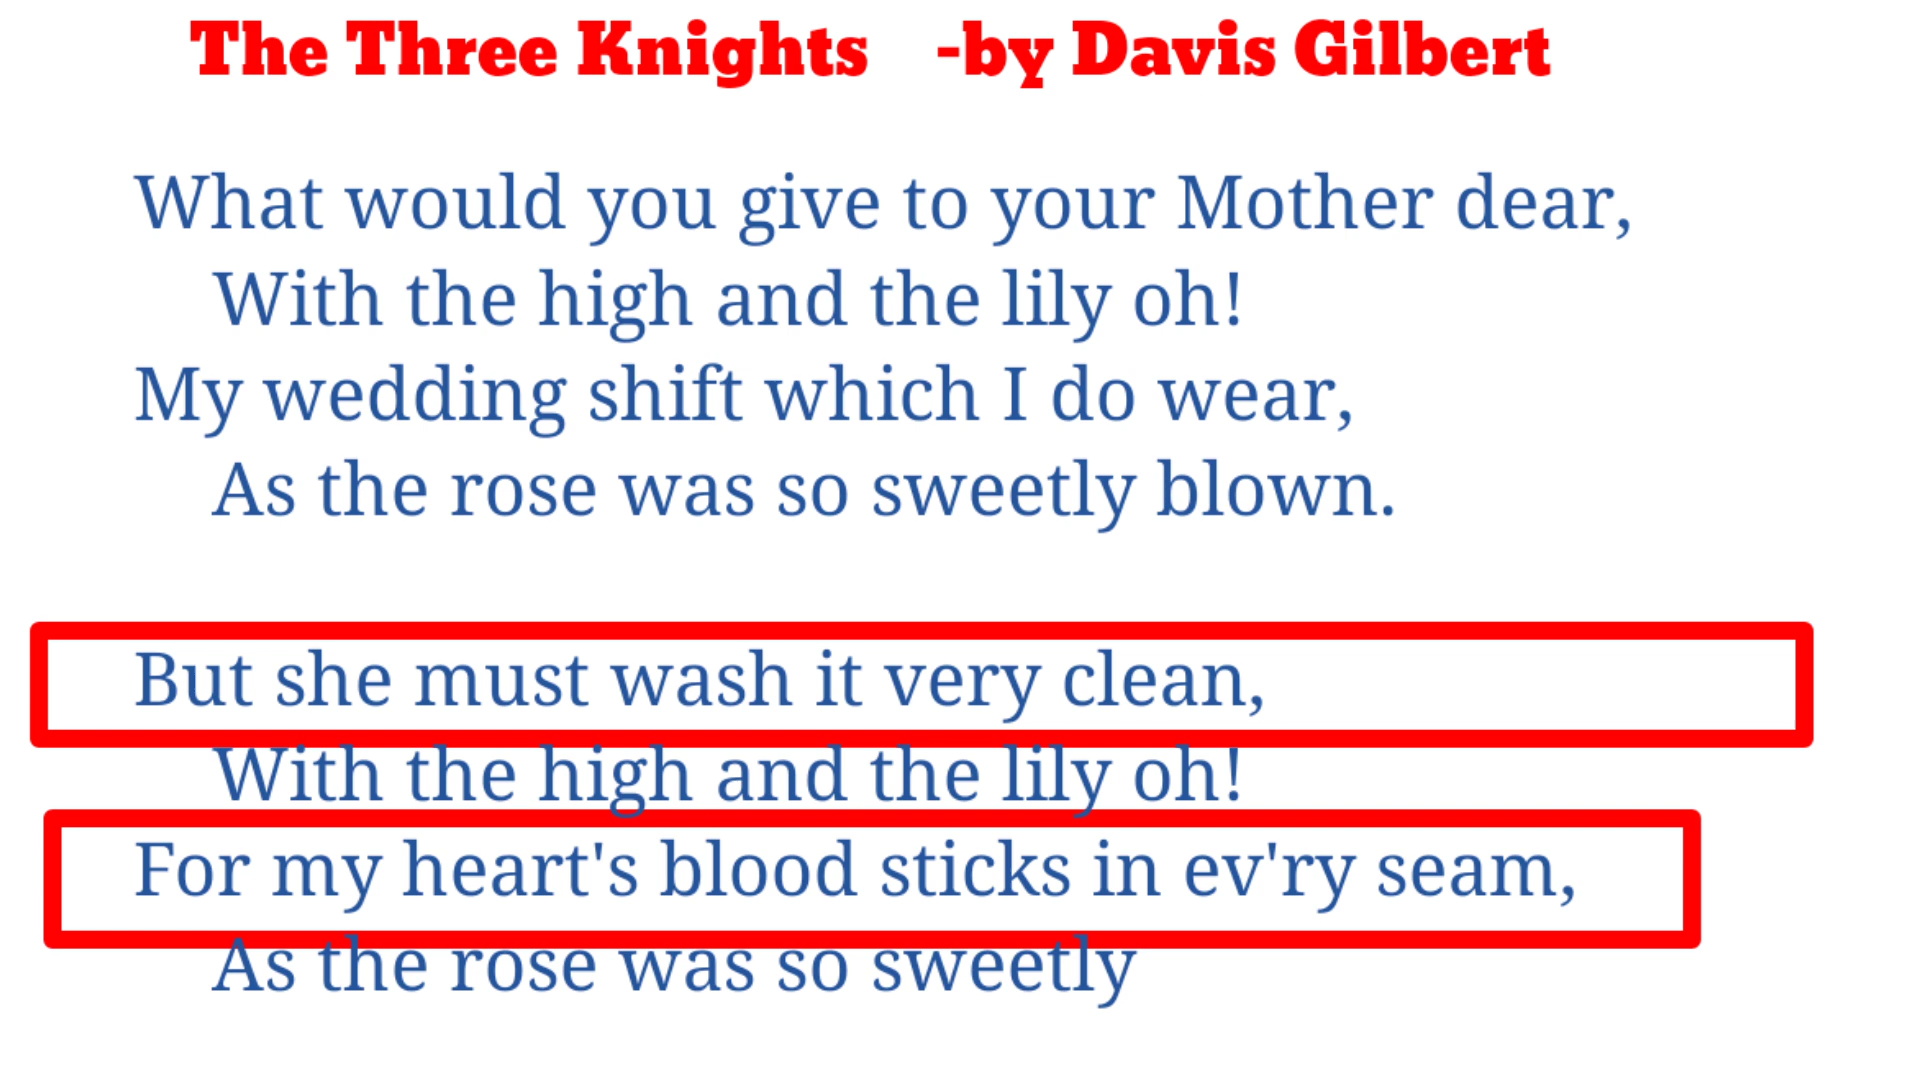 The Three Knights -by Davis Gilbert
What would you give to your Mother dear,
With the high and the lily oh!
My wedding shift which I do wear,
As the rose was so sweetly blown.
But she must wash it very clean,
With the high and the lily oh!
For my heart's blood sticks in ev'ry seam,
As the rose was so sweetly